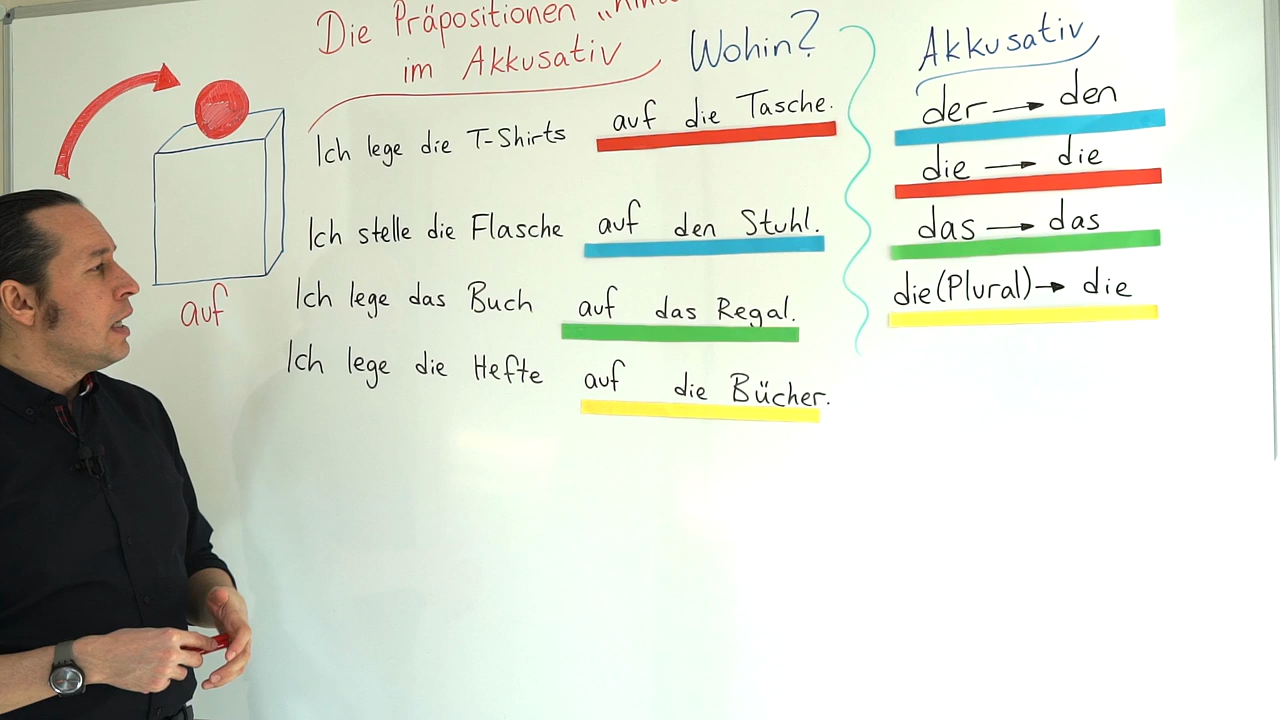 Die Präpositionen
im Akkusativ
Wohin?
auf
Ich lege die T-Shirts auf die Tasche.
Ich stelle die Flasche auf den Stuhl.
Ich lege das Buch auf das Regal.
Ich lege die Hefte auf die Bücher.
Akkusativ
der → den
die → die
das → das
die (Plural) → die